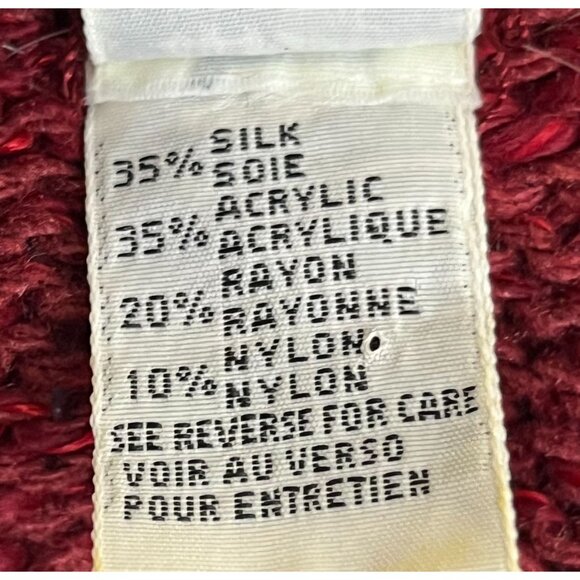 35% SILK
SOIE
35% ACRYLIC
ACRYLIQUE
20% RAYON
RAYONNE
10% NYLON
NYLON
SEE REVERSE FOR CARE
VOIR AU VERSO
POUR ENTRETIEN